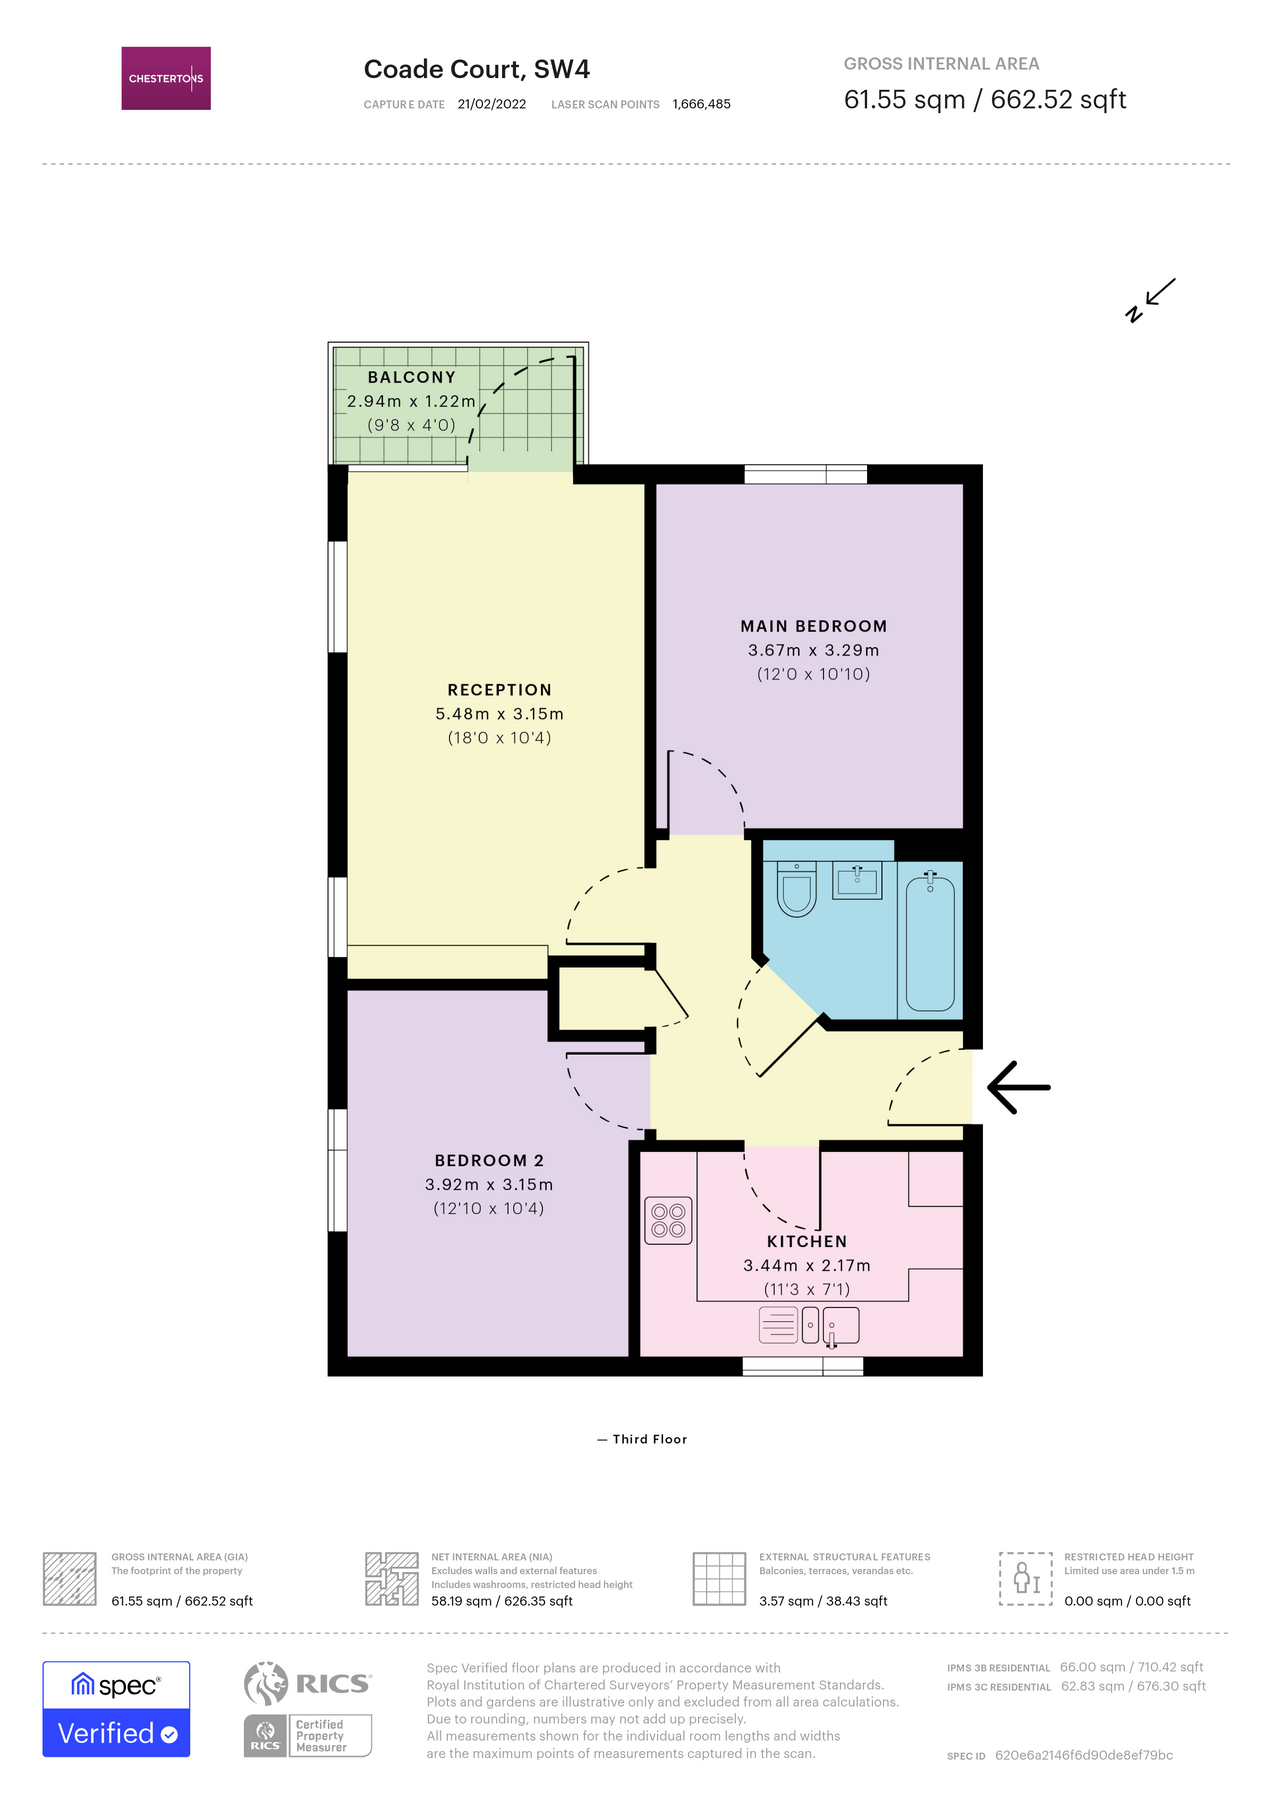 CHESTERTONS
Coade Court, SW4
CAPTURE DATE 21/02/2022 LASER SCAN POINTS 1,666,485
GROSS INTERNAL AREA
61.55 sqm / 662.52 sqft
N
BALCONY
2.94m x 1.22m
(9'8 x 4'0)
MAIN BEDROOM
3.67m x 3.29m
(12'0 x 10'10)
RECEPTION
5.48m x 3.15m
(18'0 x 10'4)
BEDROOM 2
3.92m x 3.15m
(12'10 x 10'4)
KITCHEN
3.44m x 2.17m
(11'3 x 7'1)
— Third Floor
GROSS INTERNAL AREA (GIA)
The footprint of the property
61.55 sqm / 662.52 sqft
NET INTERNAL AREA (NIA)
Excludes walls and external features
Includes washrooms, restricted head height
58.19 sqm / 626.35 sqft
EXTERNAL STRUCTURAL FEATURES
Balconies, terraces, verandas etc.
3.57 sqm / 38.43 sqft
RESTRICTED HEAD HEIGHT
Limited use area under 1.5 m
0.00 sqm / 0.00 sqft
spec®
Verified
RICS®
RICS
Certified
Property
Measurer
Spec Verified floor plans are produced in accordance with
Royal Institution of Chartered Surveyors' Property Measurement Standards.
Plots and gardens are illustrative only and excluded from all area calculations.
Due to rounding, numbers may not add up precisely.
All measurements shown for the individual room lengths and widths
are the maximum points of measurements captured in the scan.
IPMS 3B RESIDENTIAL 66.00 sqm / 710.42 sqft
IPMS 3C RESIDENTIAL 62.83 sqm / 676.30 sqft
SPEC ID 620e6a2146f6d90de8ef79bc